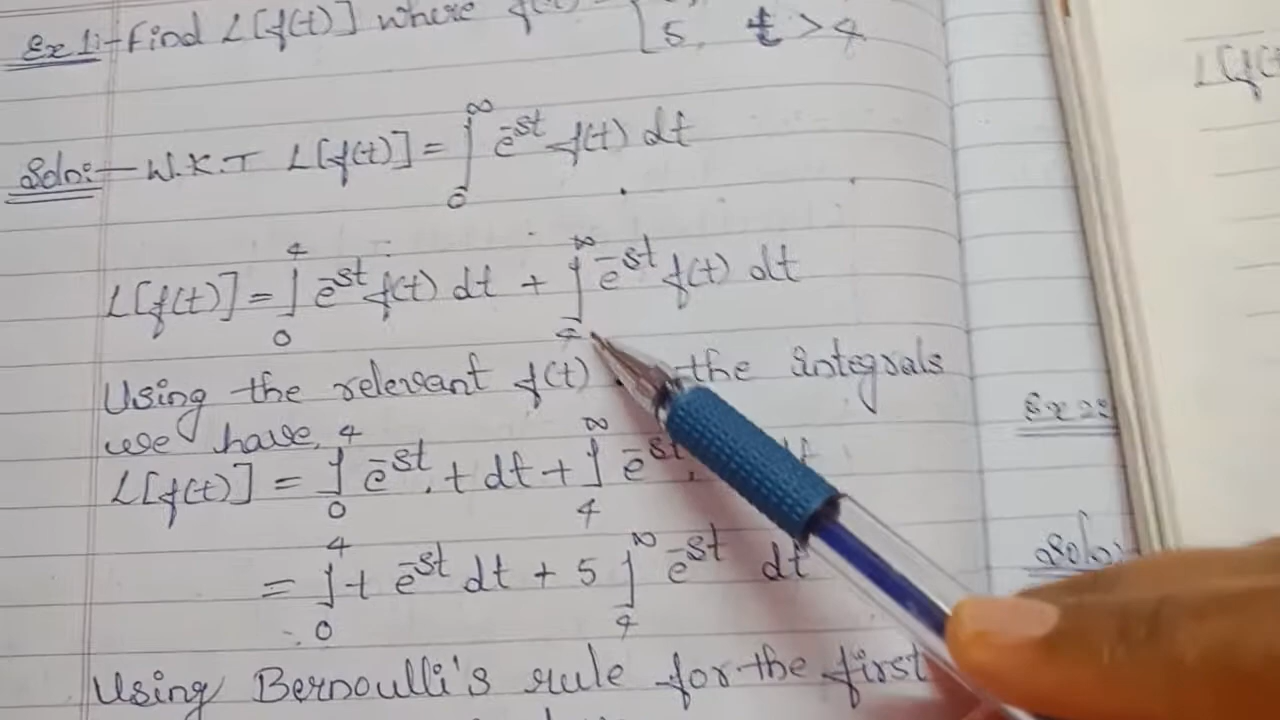 Ex 1:- Find L[f(t)] where
5, t > 4
Soln:- W.K.T L[f(t)] = ∫₀^∞ e^-st f(t) dt
L[f(t)] = ∫₀^4 e^-st f(t) dt + ∫₄^∞ e^-st f(t) dt
Using the relevant f(t) the integrals
we have,
L[f(t)] = ∫₀^4 e^-st . t dt + ∫₄^∞ e^-st .
= ∫₀^4 t e^-st dt + 5 ∫₄^∞ e^-st dt
Using Bernoulli's rule for the first
L[f(t
Ex 2:
Soln: